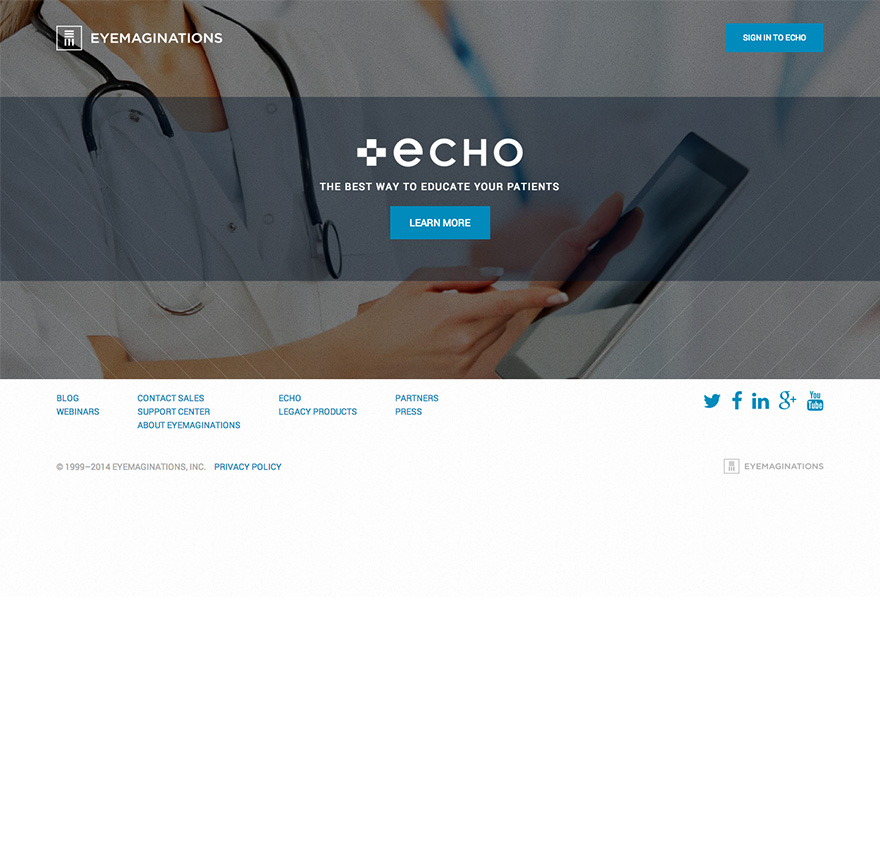 EYEMAGINATIONS
SIGN IN TO ECHO
eCHO
THE BEST WAY TO EDUCATE YOUR PATIENTS
LEARN MORE
BLOG
WEBINARS
CONTACT SALES
SUPPORT CENTER
ABOUT EYEMAGINATIONS
ECHO
LEGACY PRODUCTS
PARTNERS
PRESS
You
Tube
© 1999–2014 EYEMAGINATIONS, INC. PRIVACY POLICY
EYEMAGINATIONS